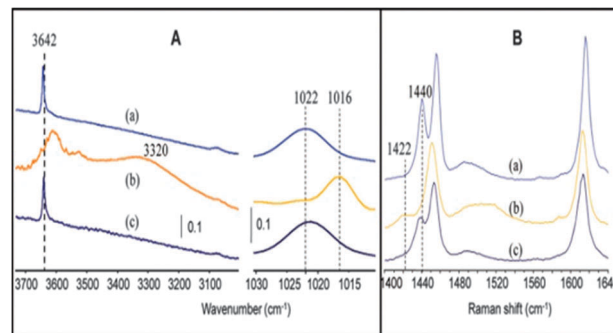 A
B
3642
1022
1016
1440
1422
(a)
3320
(b)
(c)
0.1
0.1
(a)
(b)
(c)
3700 3600 3500 3400 3300 3200 3100
1030 1025 1020 1015
1400 1440 1480 1520 1560 1600 164
Wavenumber (cm⁻¹)
Raman shift (cm⁻¹)